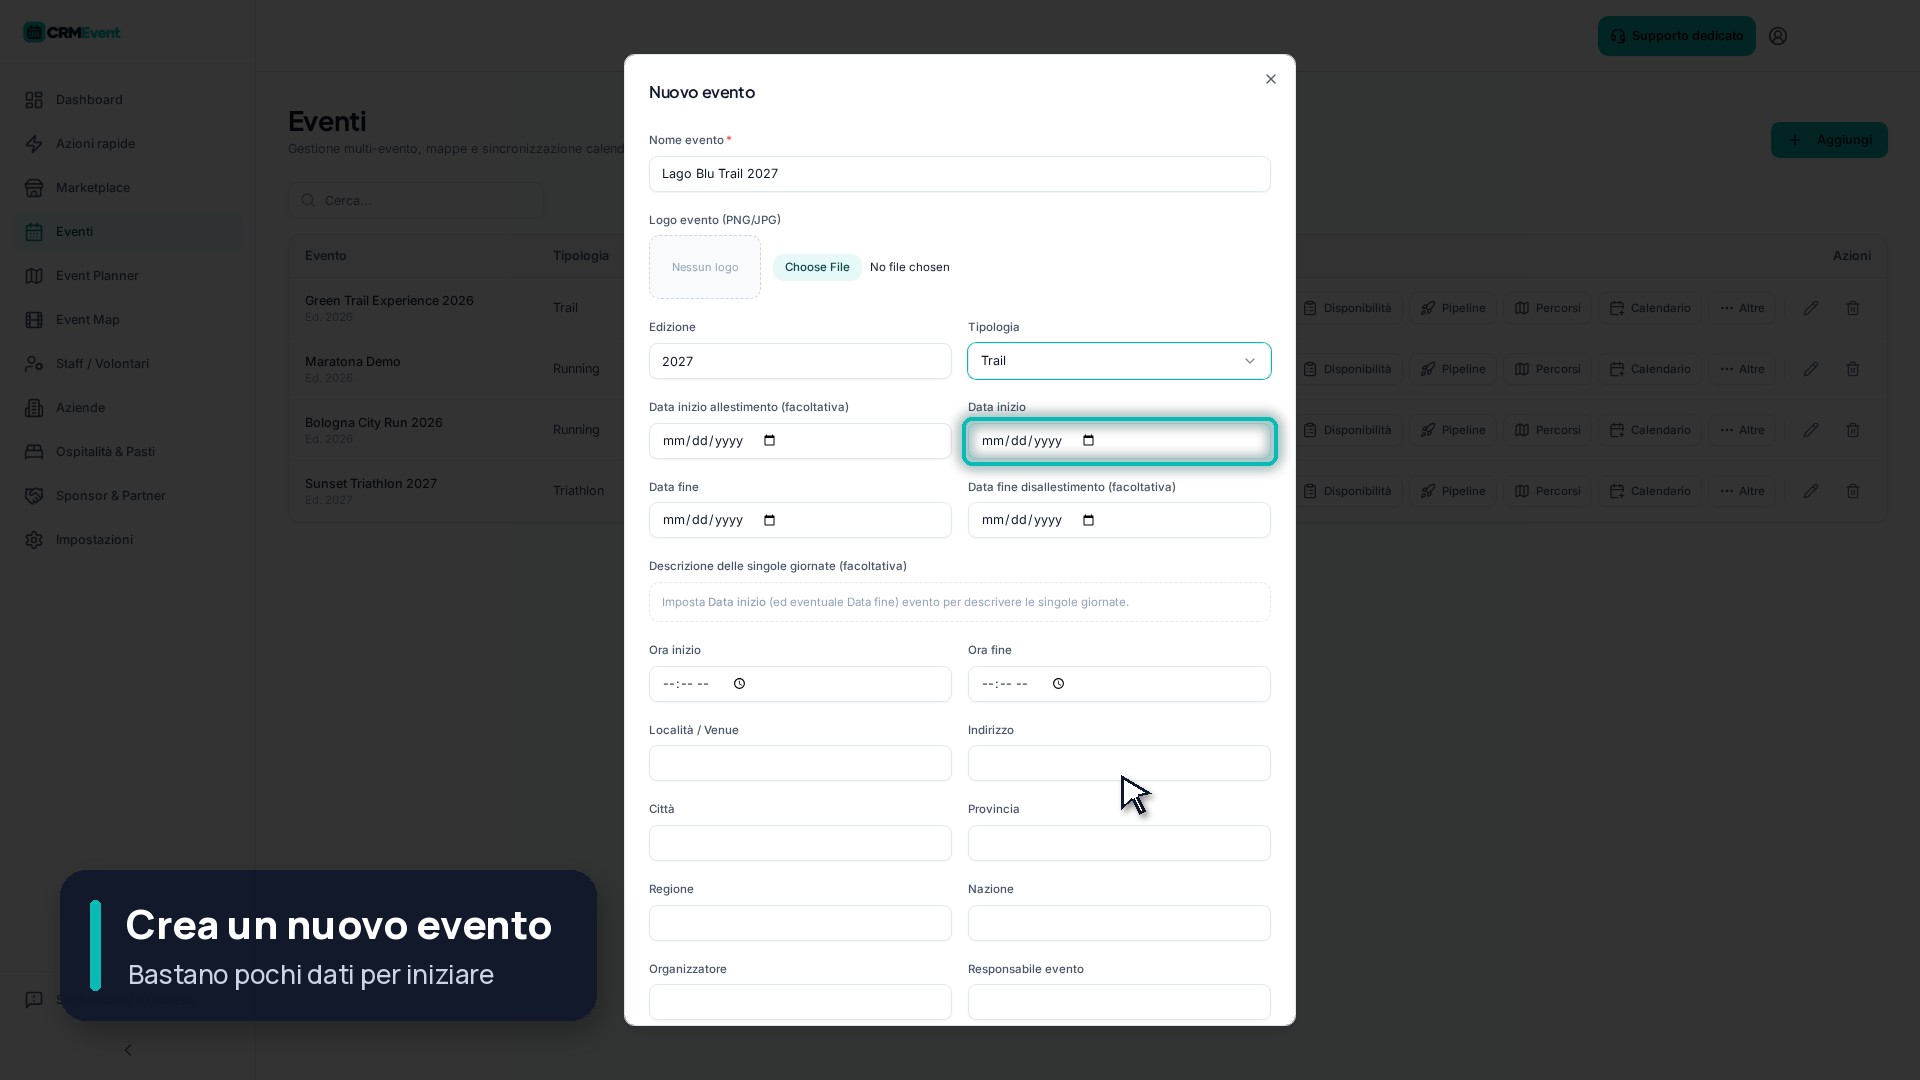 CRMEvent
Supporto dedicato
Dashboard
Azioni rapide
Marketplace
Eventi
Event Planner
Event Map
Staff / Volontari
Aziende
Ospitalità & Pasti
Sponsor & Partner
Impostazioni
Eventi
Gestione multi-evento, mappe e sincronizzazione calend
Aggiungi
Cerca...
Evento
Tipologia
Azioni
Green Trail Experience 2026
Ed. 2026
Trail
Disponibilità
Pipeline
Percorsi
Calendario
Altre
Maratona Demo
Ed. 2026
Running
Disponibilità
Pipeline
Percorsi
Calendario
Altre
Bologna City Run 2026
Ed. 2026
Running
Disponibilità
Pipeline
Percorsi
Calendario
Altre
Sunset Triathlon 2027
Ed. 2027
Triathlon
Disponibilità
Pipeline
Percorsi
Calendario
Altre
Nuovo evento
Nome evento *
Lago Blu Trail 2027
Logo evento (PNG/JPG)
Nessun logo
Choose File No file chosen
Edizione
Tipologia
2027
Trail
Data inizio allestimento (facoltativa)
Data inizio
mm/dd/yyyy
mm/dd/yyyy
Data fine
Data fine disallestimento (facoltativa)
mm/dd/yyyy
mm/dd/yyyy
Descrizione delle singole giornate (facoltativa)
Imposta Data inizio (ed eventuale Data fine) evento per descrivere le singole giornate.
Ora inizio
Ora fine
--:-- --
--:-- --
Località / Venue
Indirizzo
Città
Provincia
Regione
Nazione
Organizzatore
Responsabile evento
Crea un nuovo evento
Bastano pochi dati per iniziare